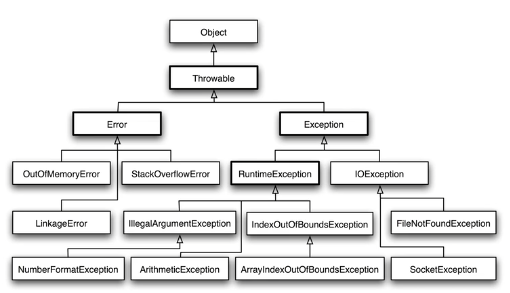 Object
Throwable
Error
Exception
OutOfMemoryError
StackOverflowError
RuntimeException
IOException
LinkageError
IllegalArgumentException
IndexOutOfBoundsException
FileNotFoundException
NumberFormatException
ArithmeticException
ArrayIndexOutOfBoundsException
SocketException